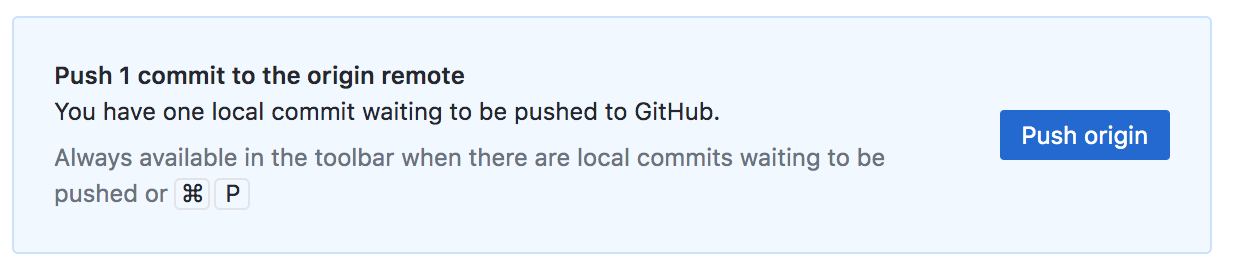 Push 1 commit to the origin remote
You have one local commit waiting to be pushed to GitHub.
Always available in the toolbar when there are local commits waiting to be
pushed or ⌘ P
Push origin